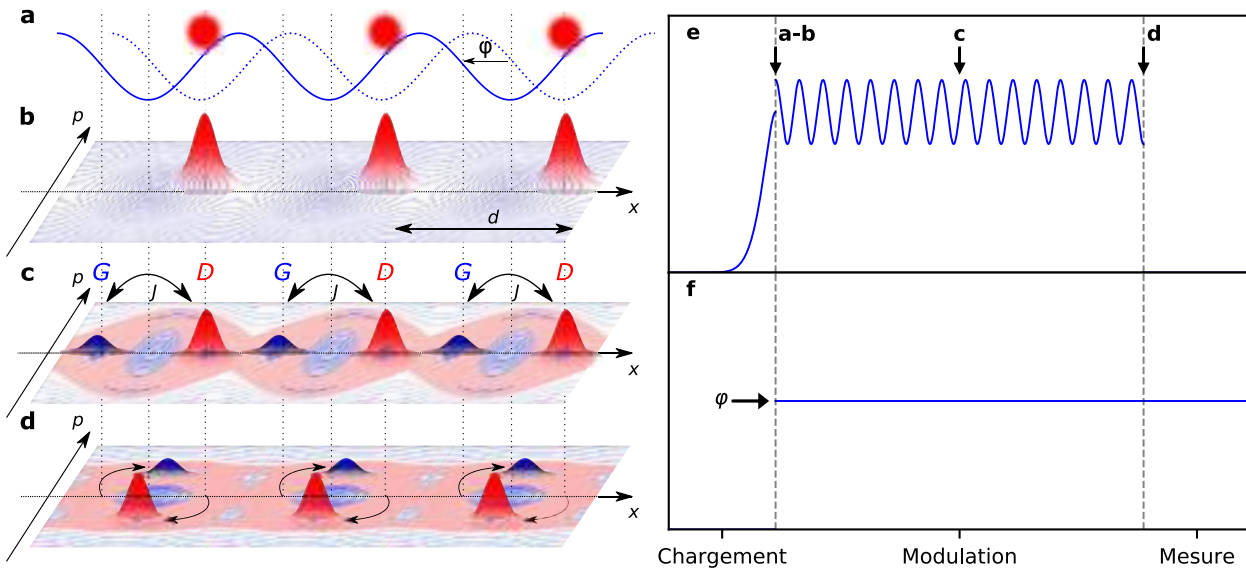 a
φ
b
p
d
x
c
p
G D G D G D
J J J
x
d
p
x
e
a-b
c
d
f
φ
Chargement Modulation Mesure